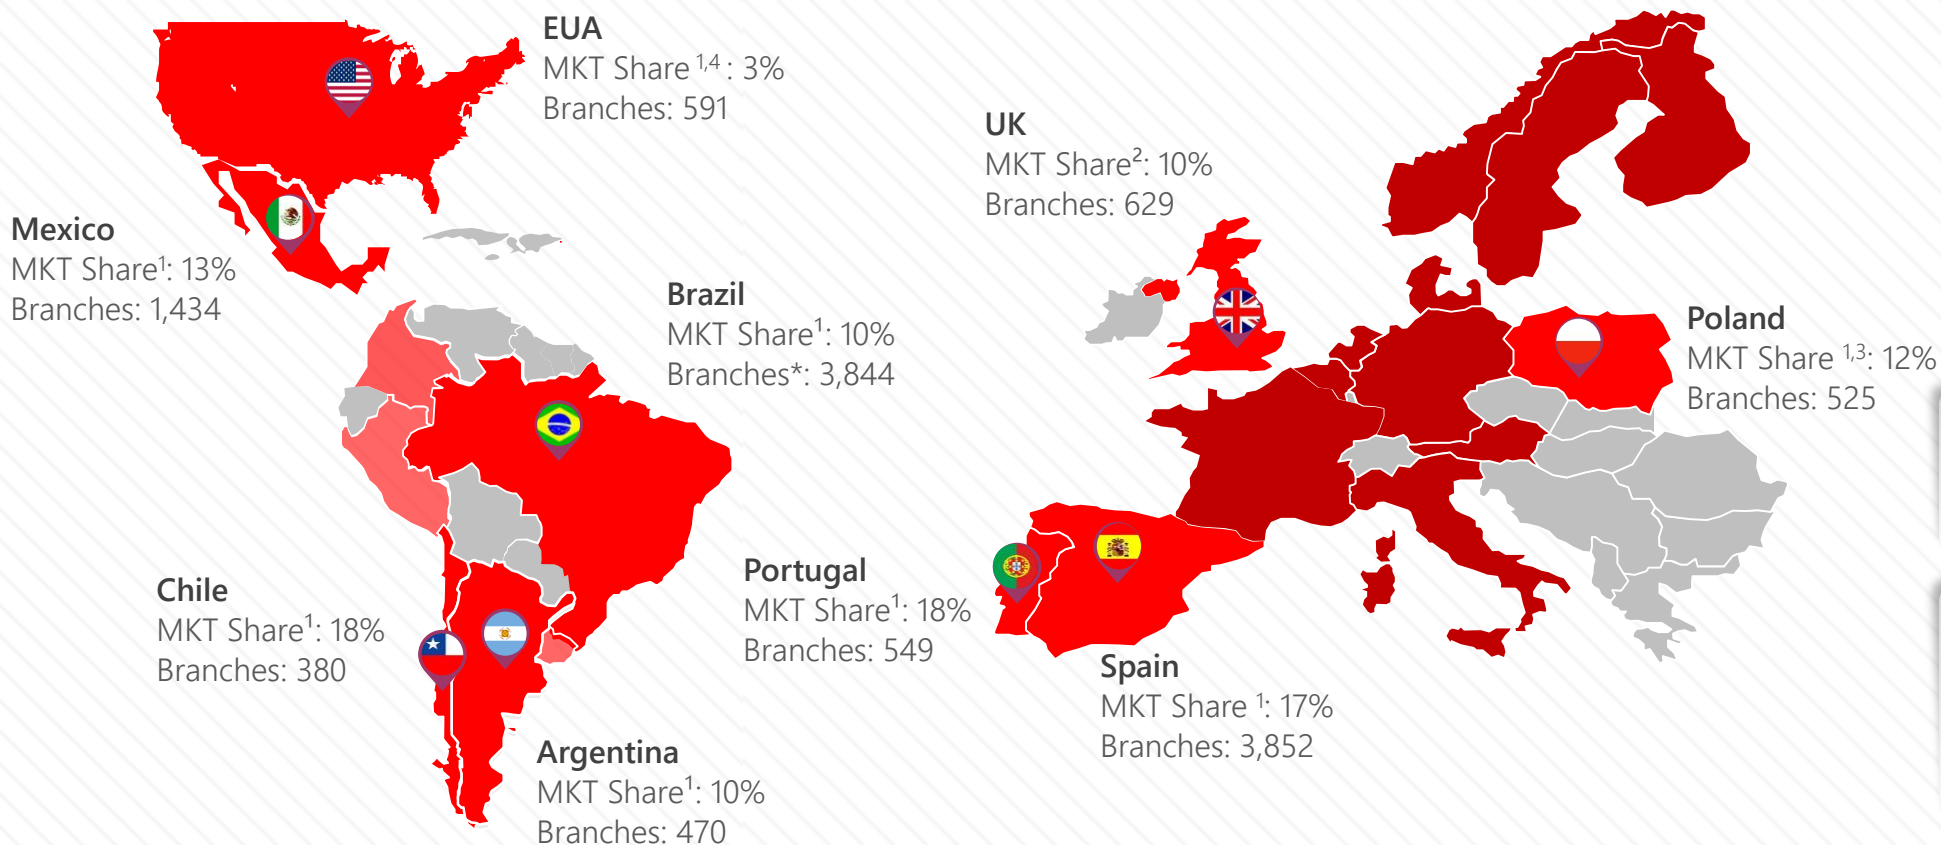 EUA
MKT Share 1,4 : 3%
Branches: 591
UK
MKT Share²: 10%
Branches: 629
Mexico
MKT Share¹: 13%
Branches: 1,434
Brazil
MKT Share¹: 10%
Branches*: 3,844
Poland
MKT Share 1,3: 12%
Branches: 525
Chile
MKT Share¹: 18%
Branches: 380
Portugal
MKT Share¹: 18%
Branches: 549
Spain
MKT Share ¹: 17%
Branches: 3,852
Argentina
MKT Share¹: 10%
Branches: 470